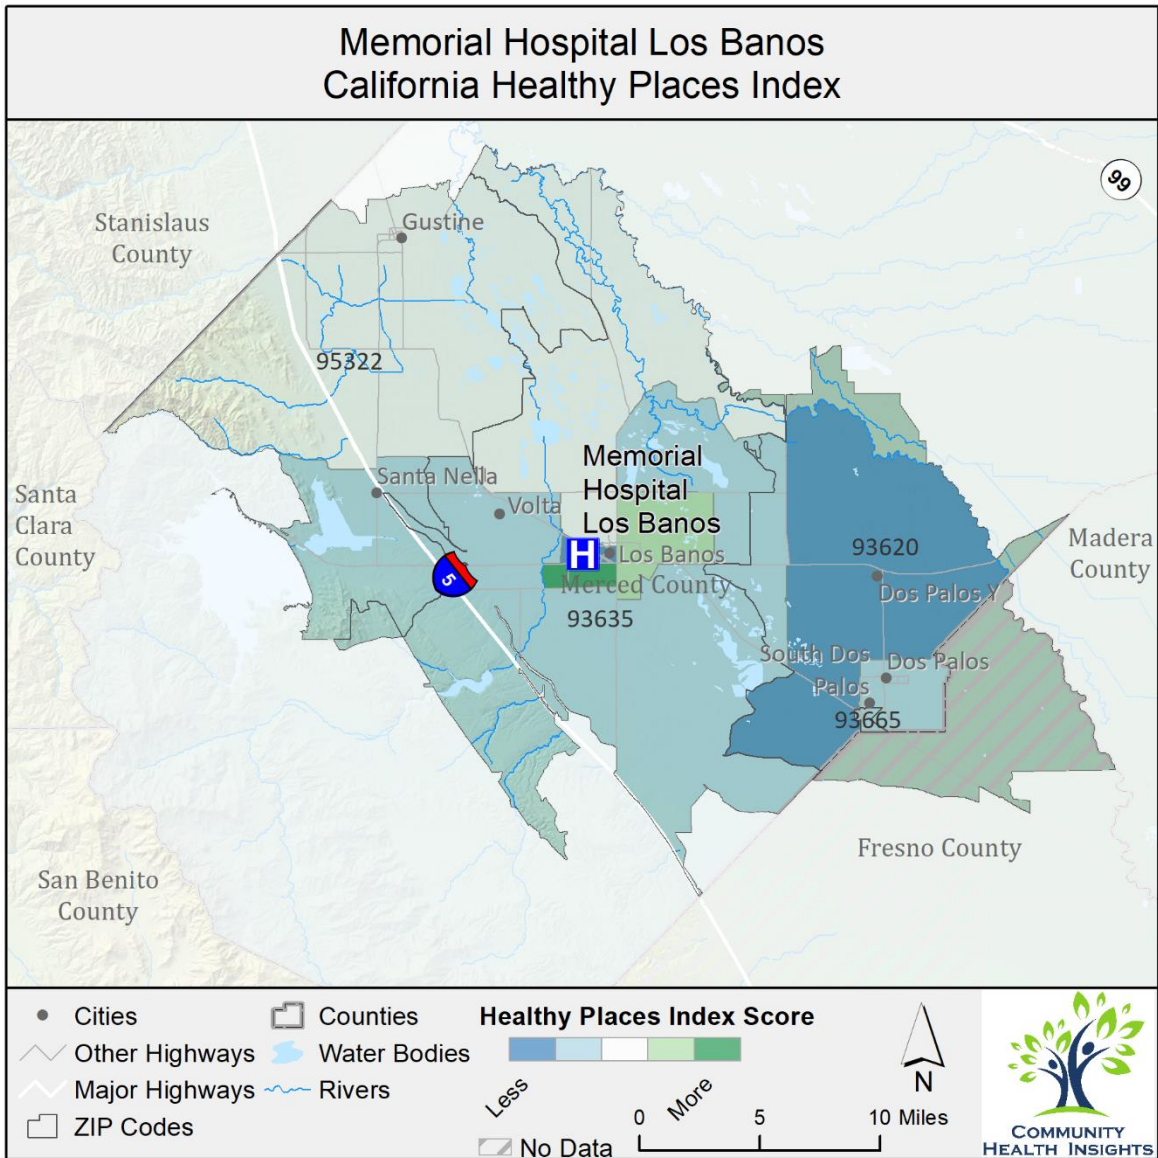 Memorial Hospital Los Banos
California Healthy Places Index
99
Stanislaus
County
Gustine
95322
Santa Nella
Volta
Memorial
Hospital
Los Banos
H
Los Banos
Merced County
93635
Santa
Clara
County
5
93620
Dos Palos Y
Madera
County
South Dos
Palos
Dos Palos
93665
Fresno County
San Benito
County
Cities
Counties
Other Highways
Water Bodies
Major Highways
Rivers
ZIP Codes
Healthy Places Index Score
Less
More
No Data
N
0 5 10 Miles
COMMUNITY
HEALTH INSIGHTS